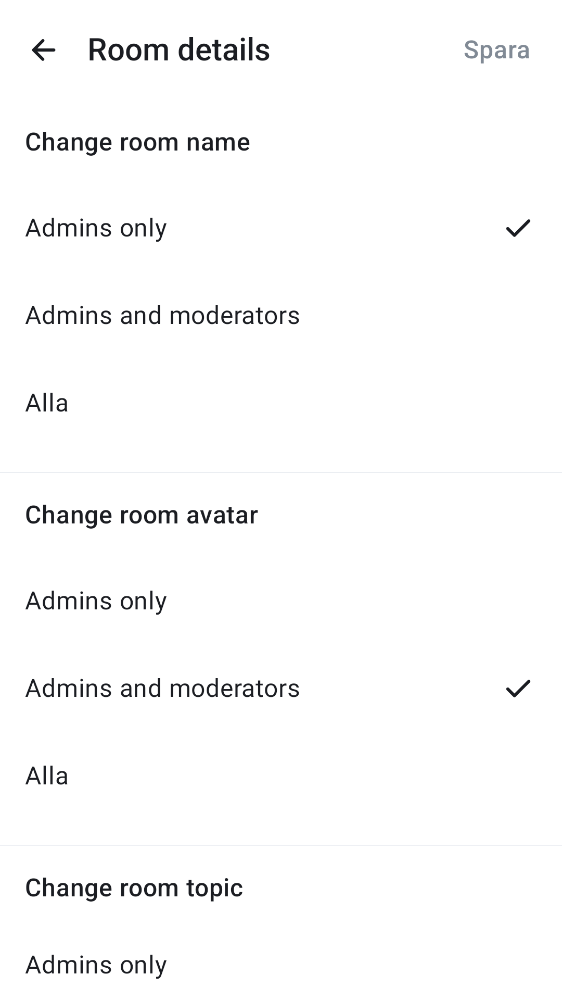 Room details
Spara
Change room name
Admins only
Admins and moderators
Alla
Change room avatar
Admins only
Admins and moderators
Alla
Change room topic
Admins only